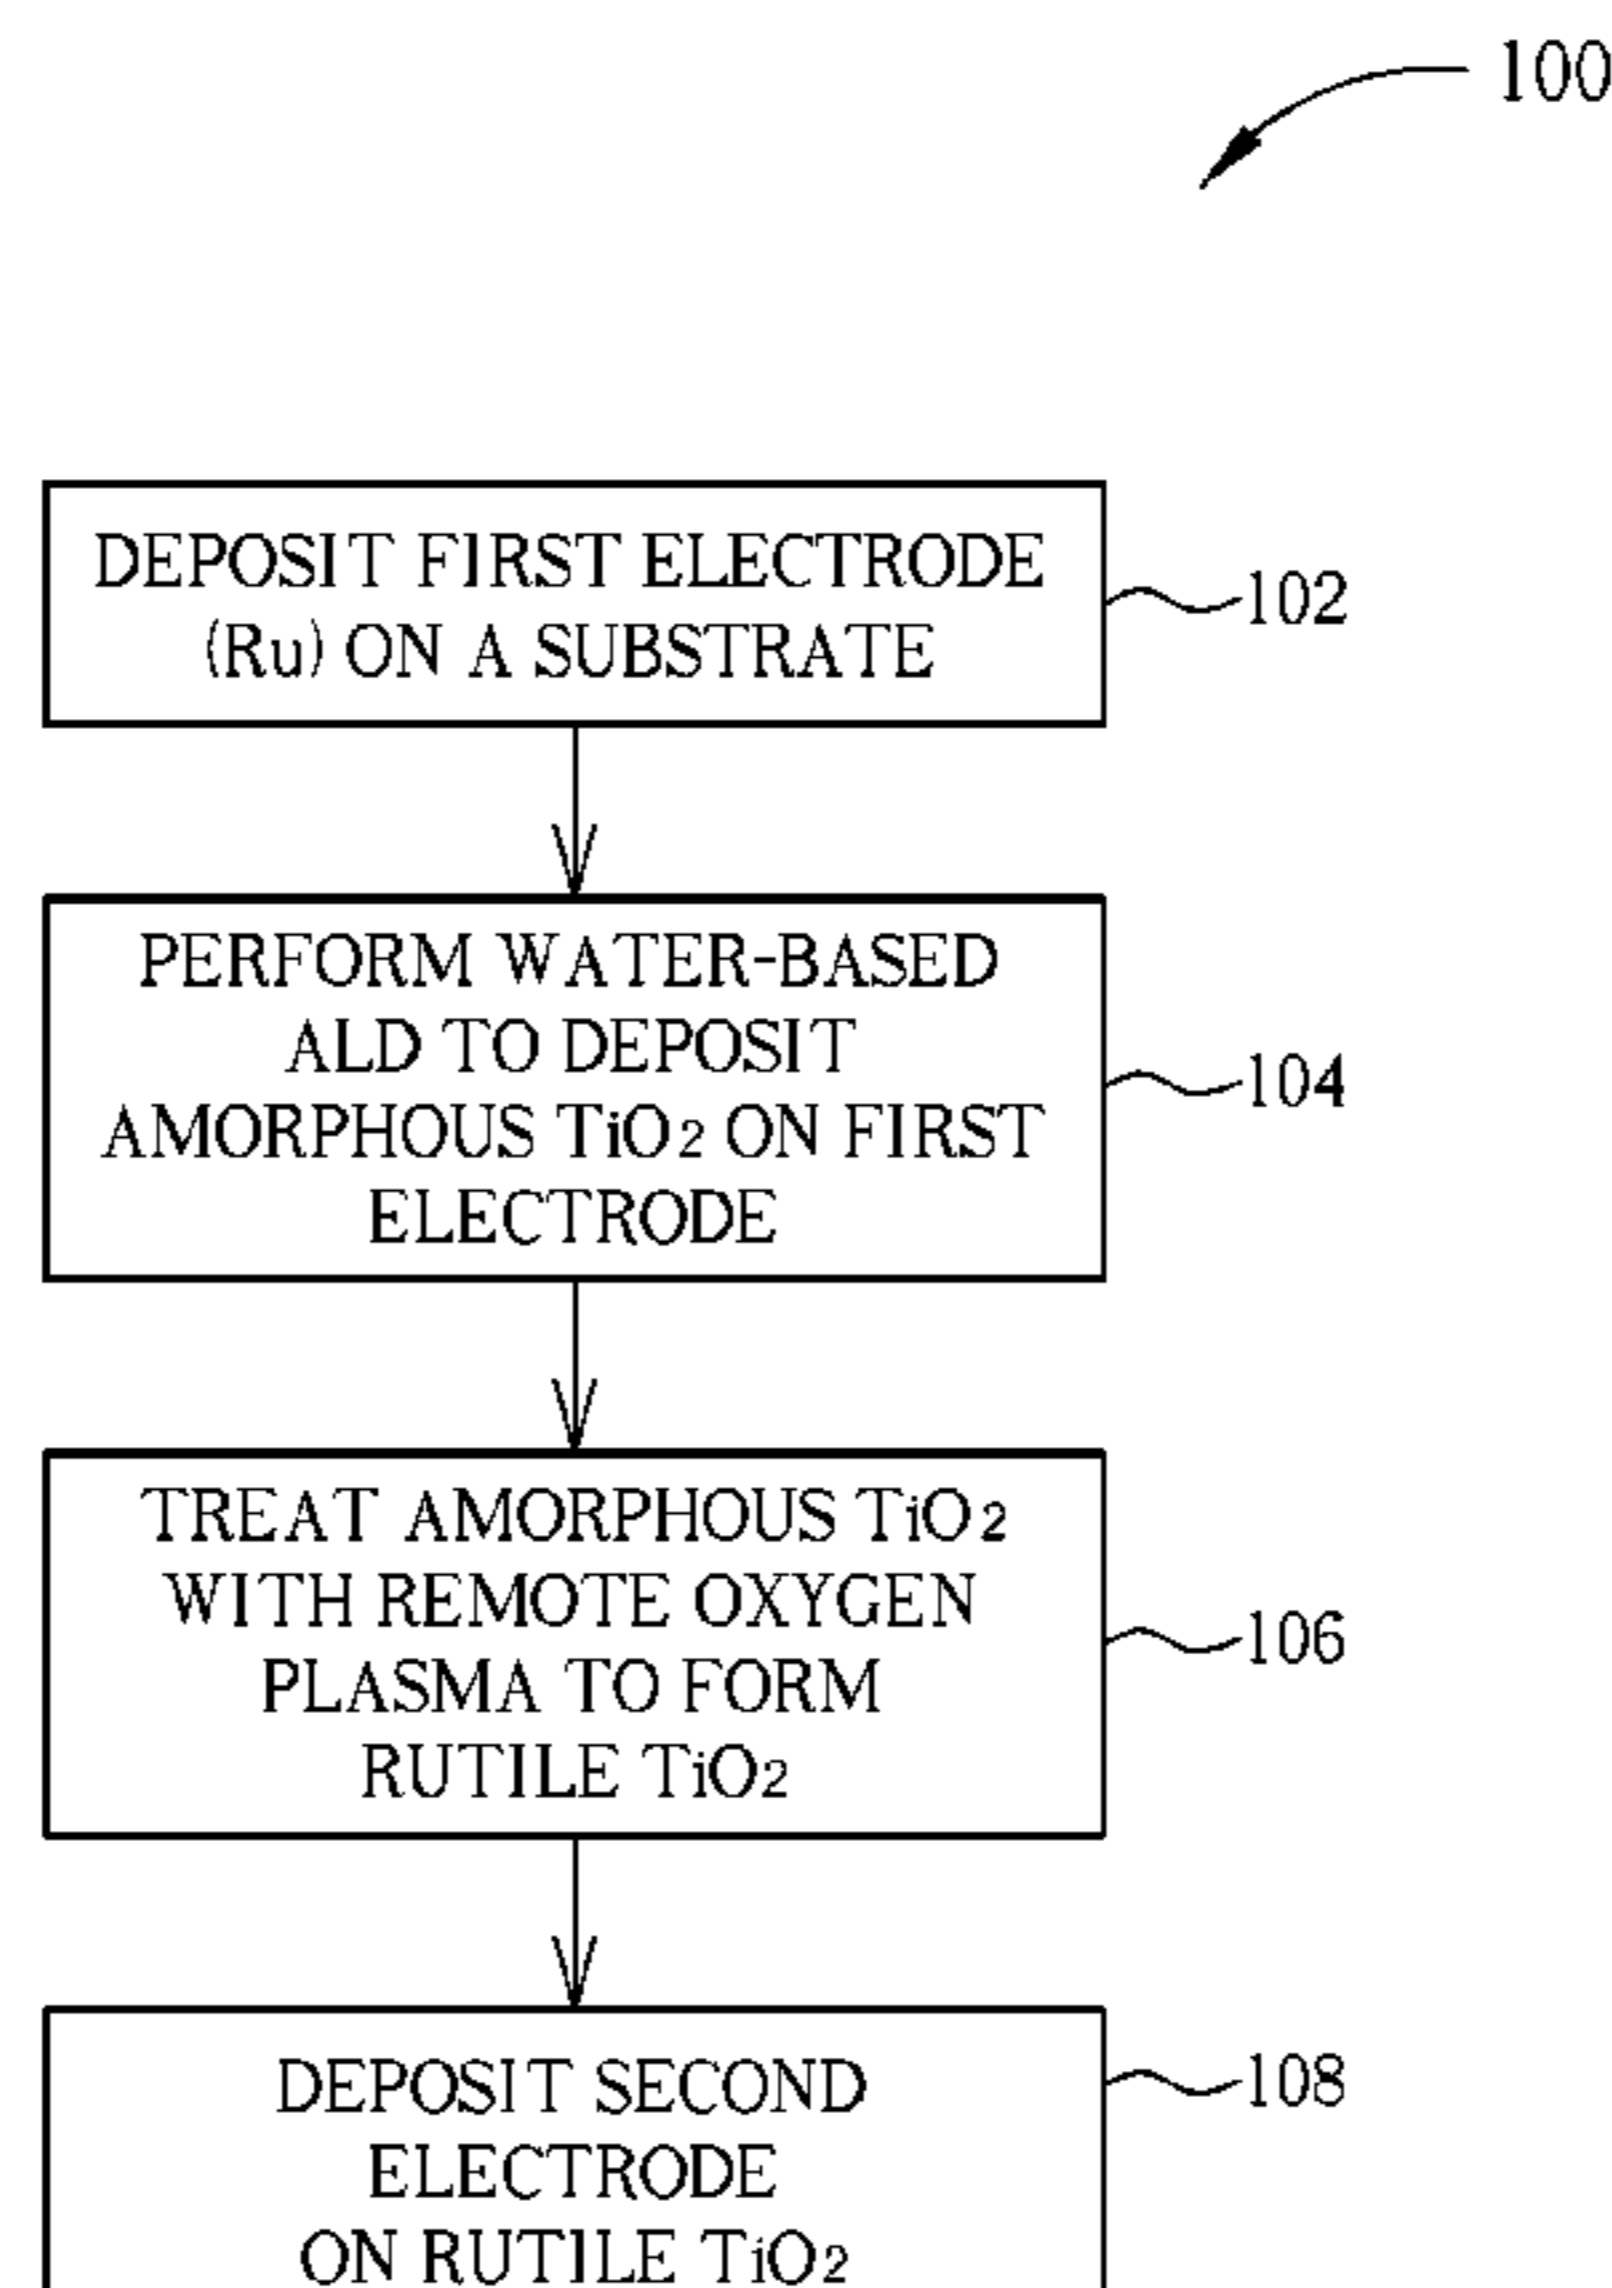 100
DEPOSIT FIRST ELECTRODE
(Ru) ON A SUBSTRATE
102
PERFORM WATER-BASED
ALD TO DEPOSIT
AMORPHOUS TiO2 ON FIRST
ELECTRODE
104
TREAT AMORPHOUS TiO2
WITH REMOTE OXYGEN
PLASMA TO FORM
RUTILE TiO2
106
DEPOSIT SECOND
ELECTRODE
ON RUTILE TiO2
108